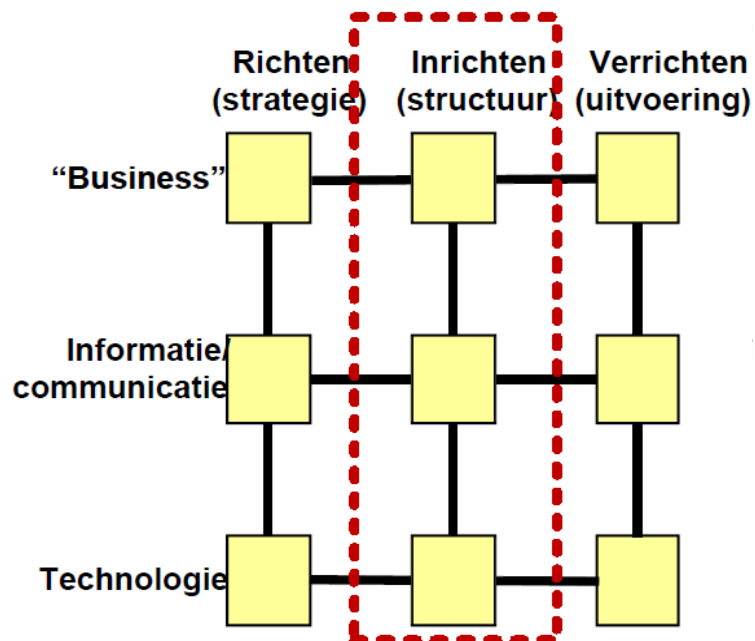 Richten
(strategie)
Inrichten
(structuur)
Verrichten
(uitvoering)
“Business”
Informatie/
communicatie
Technologie